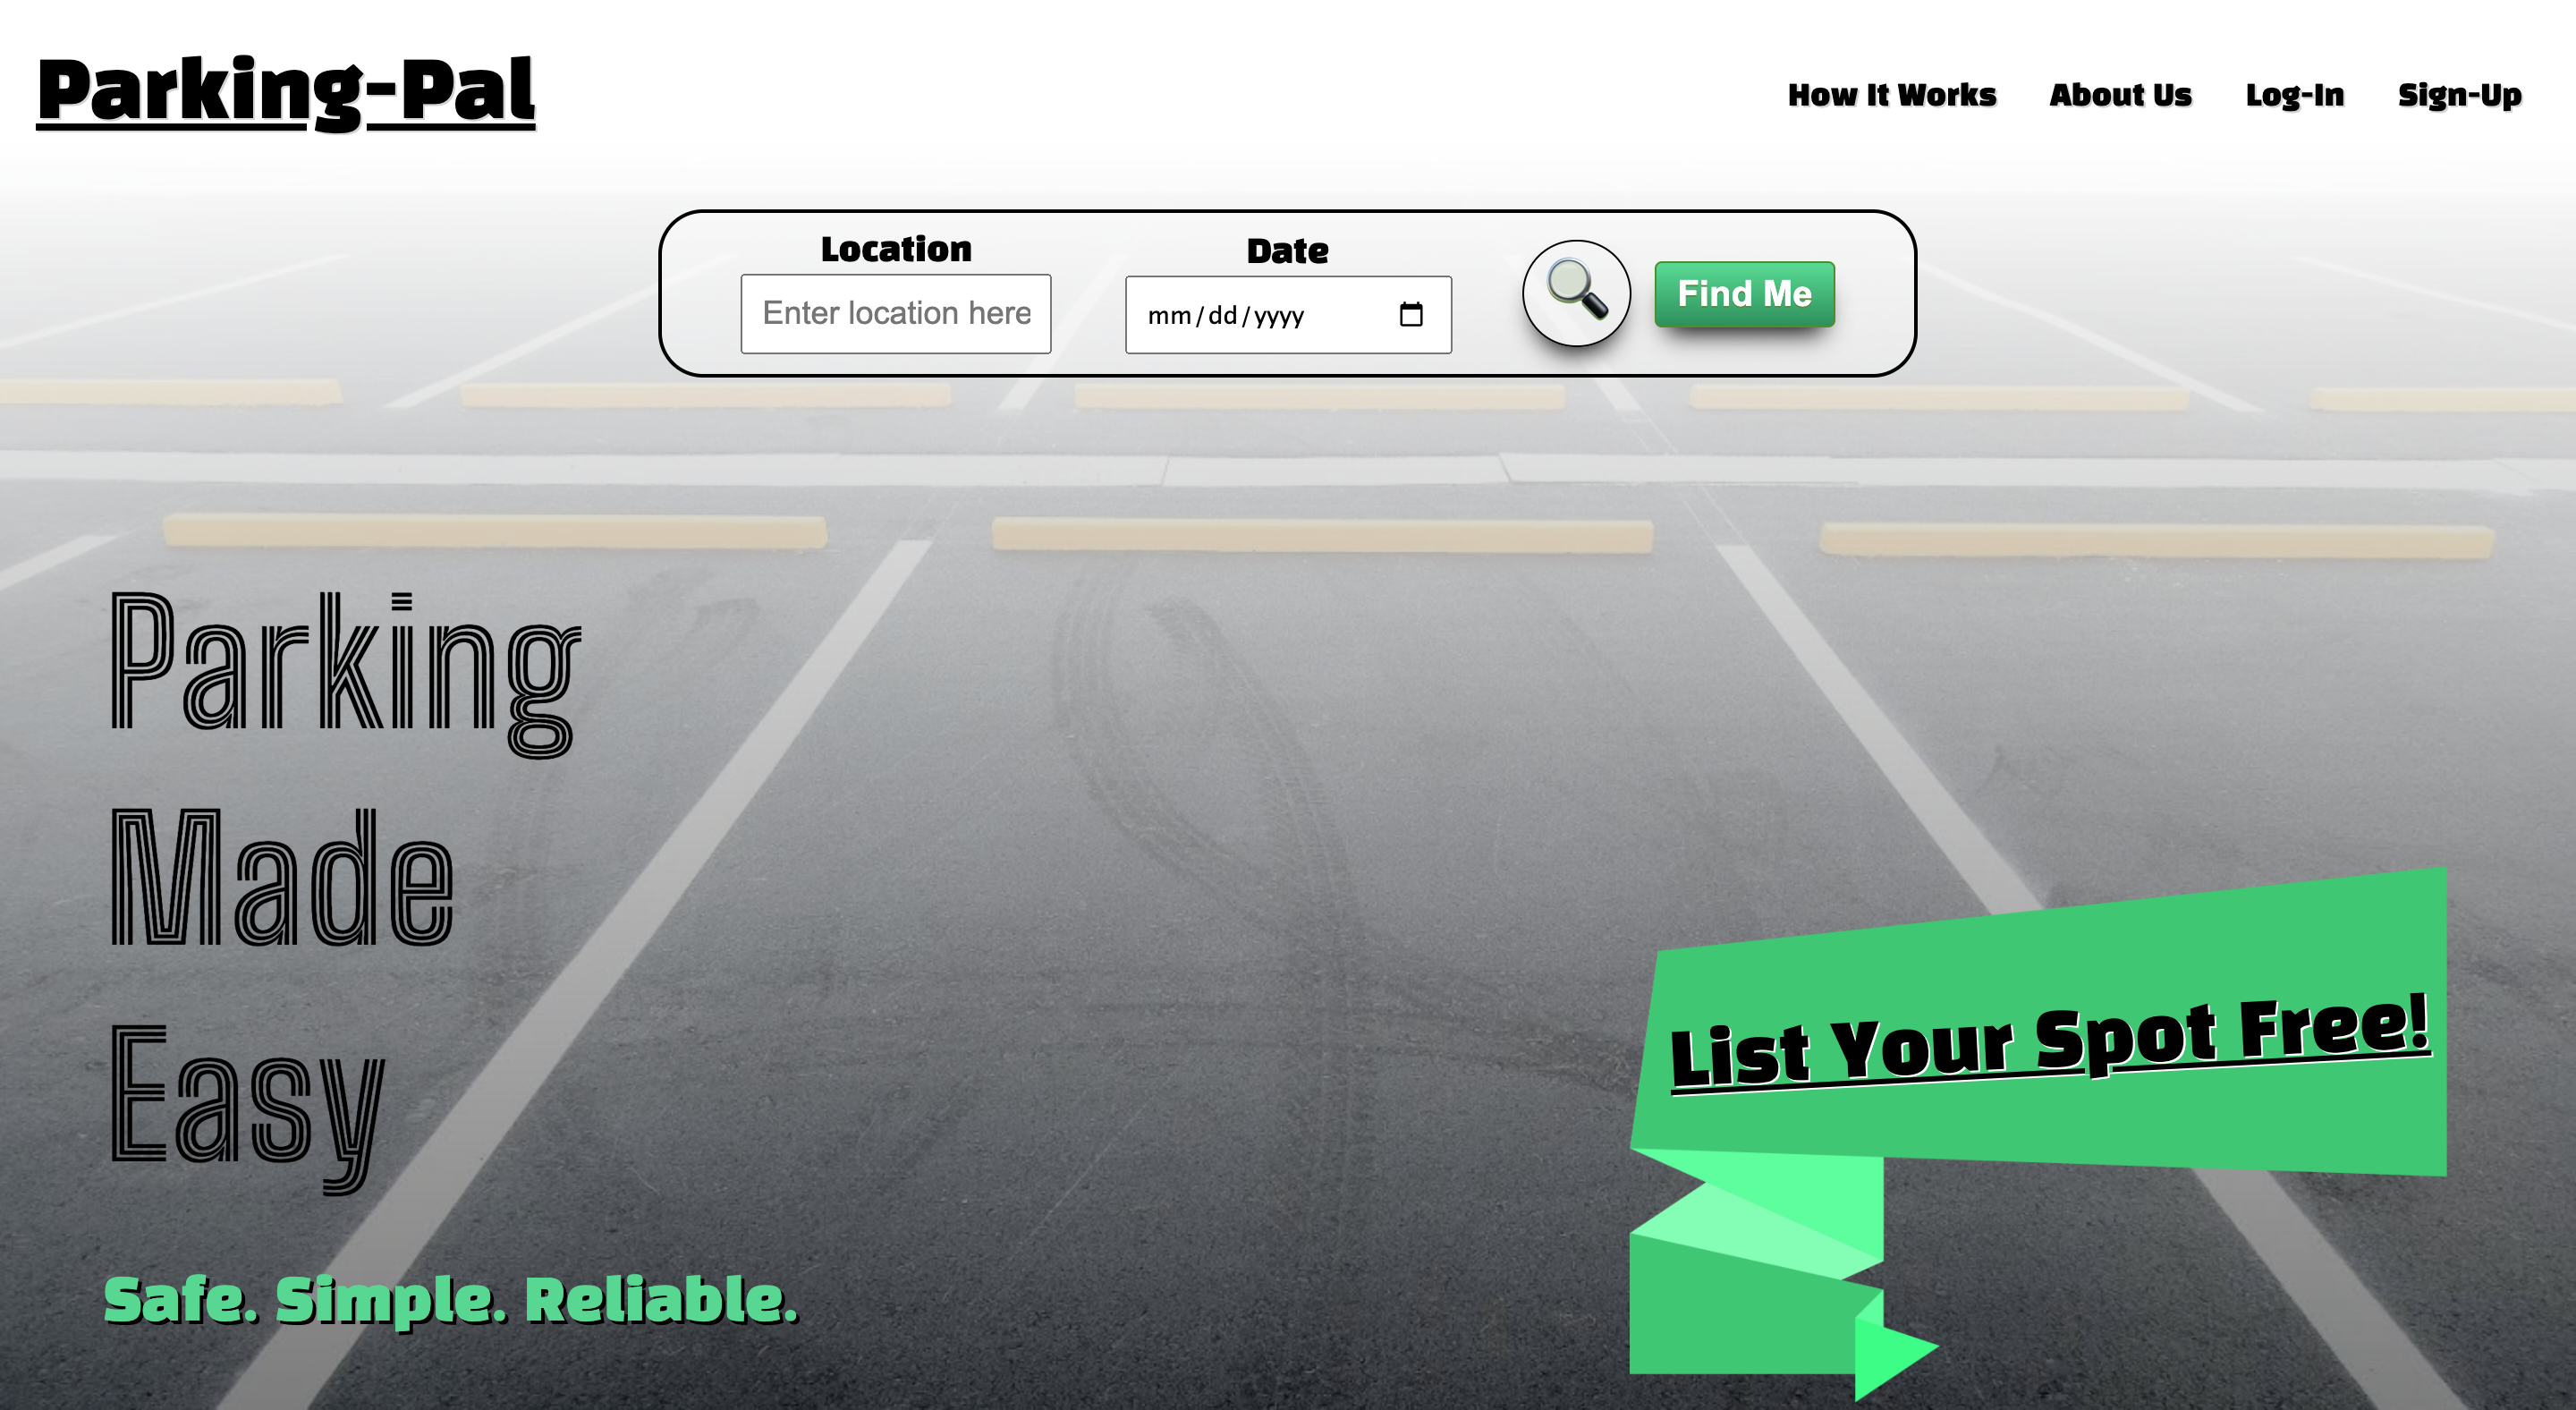 Parking-Pal
How It Works
About Us
Log-In
Sign-Up
Location
Date
Enter location here
mm/dd/yyyy
Find Me
Parking
Made
Easy
List Your Spot Free!
Safe. Simple. Reliable.